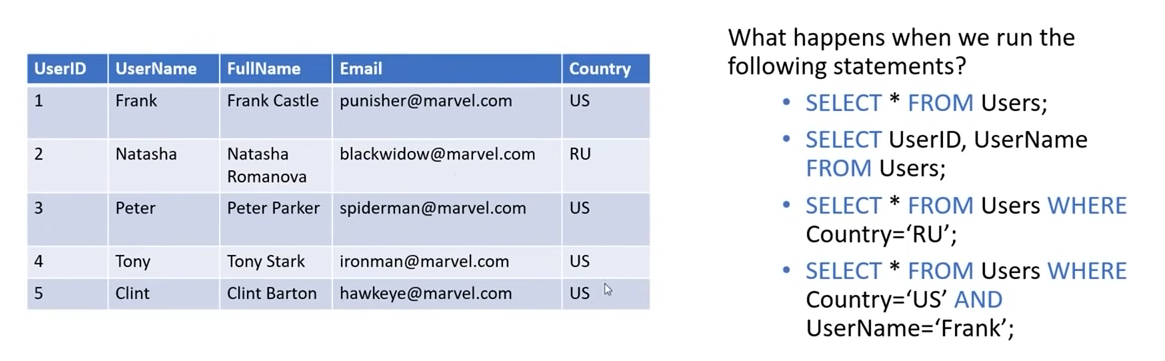 UserID UserName FullName Email Country
1 Frank Frank Castle punisher@marvel.com US
2 Natasha Natasha Romanova blackwidow@marvel.com RU
3 Peter Peter Parker spiderman@marvel.com US
4 Tony Tony Stark ironman@marvel.com US
5 Clint Clint Barton hawkeye@marvel.com US
What happens when we run the
following statements?
• SELECT * FROM Users;
• SELECT UserID, UserName
FROM Users;
• SELECT * FROM Users WHERE
Country=‘RU’;
• SELECT * FROM Users WHERE
Country=‘US’ AND
UserName=‘Frank’;